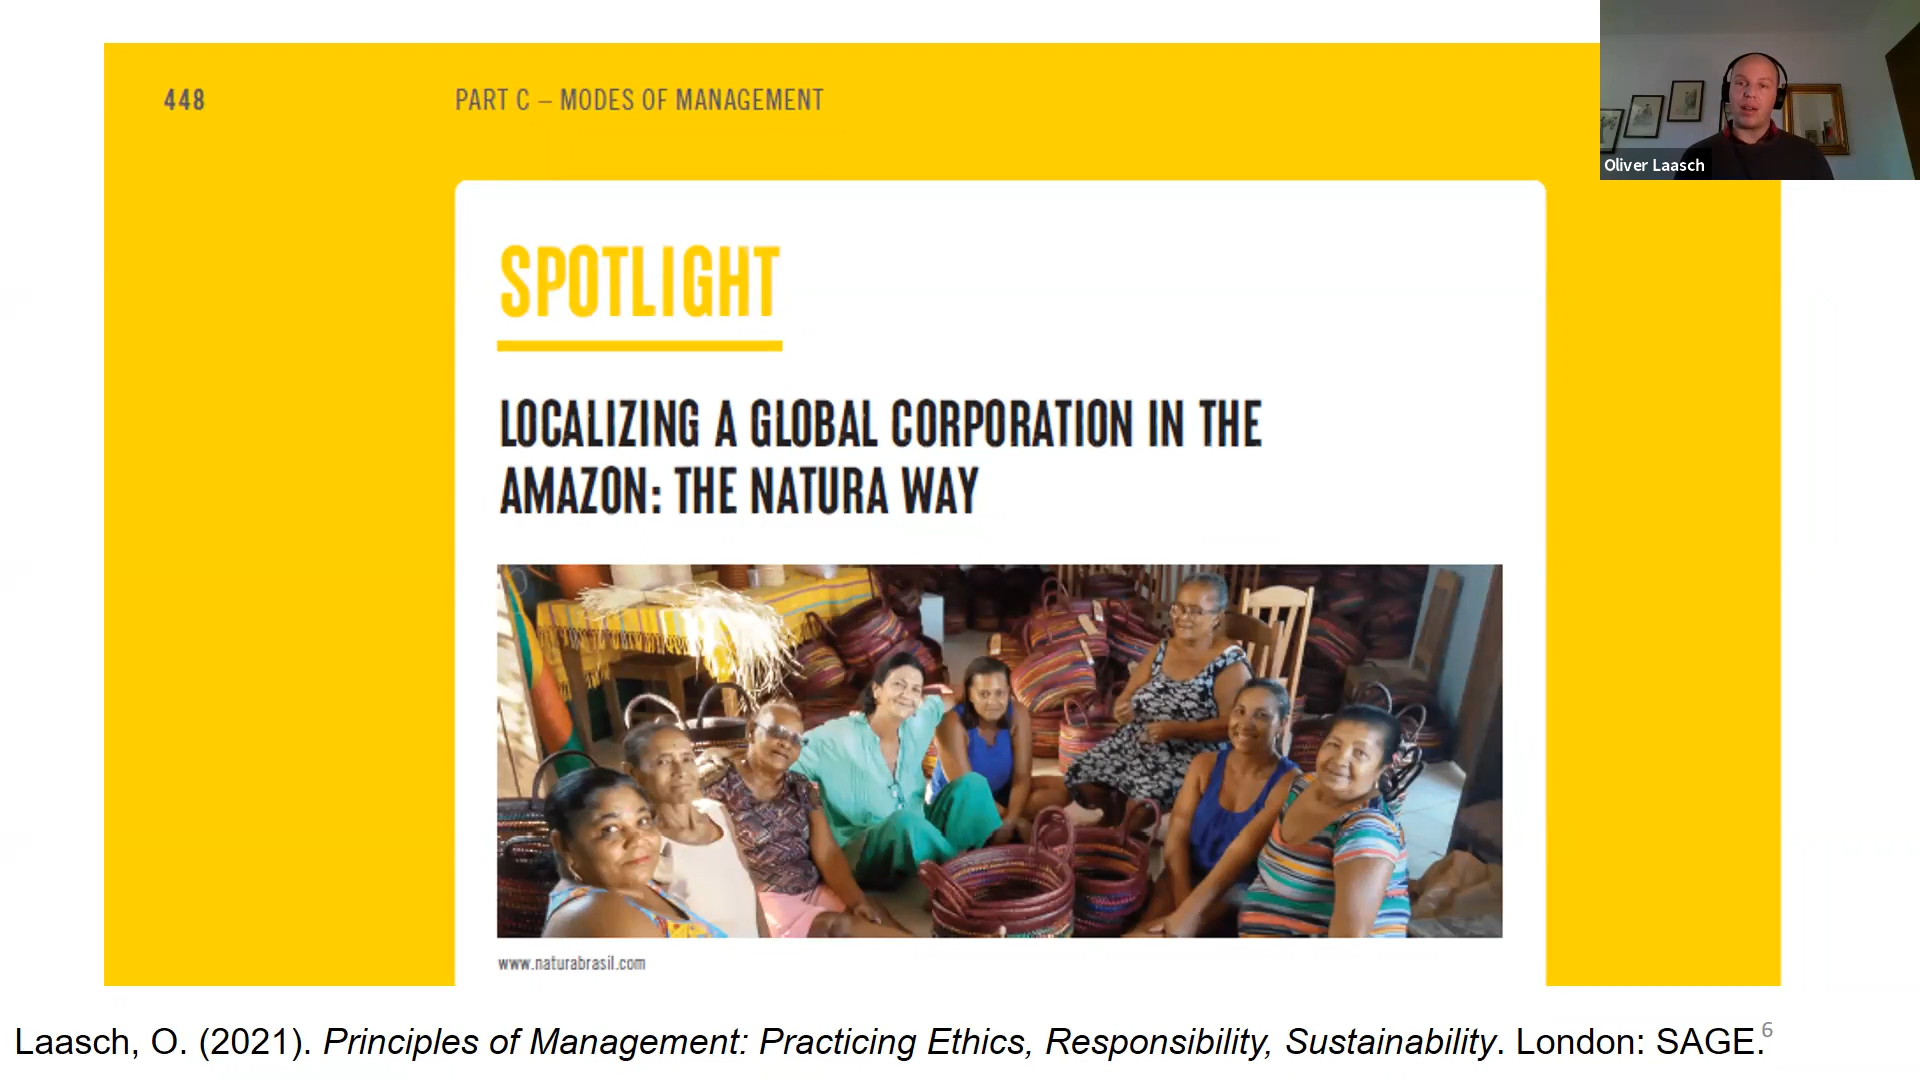 448
PART C – MODES OF MANAGEMENT
Oliver Laasch
SPOTLIGHT
LOCALIZING A GLOBAL CORPORATION IN THE
AMAZON: THE NATURA WAY
www.naturabrasil.com
Laasch, O. (2021). Principles of Management: Practicing Ethics, Responsibility, Sustainability. London: SAGE.
6